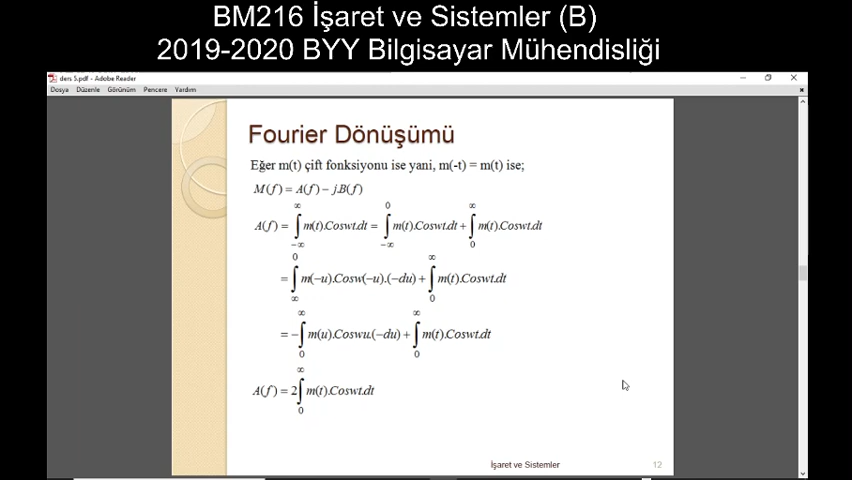 BM216 İşaret ve Sistemler (B)
2019-2020 BYY Bilgisayar Mühendisliği
ders 5.pdf - Adobe Reader
Dosya Düzenle Görünüm Pencere Yardım
Fourier Dönüşümü
Eğer m(t) çift fonksiyonu ise yani, m(-t) = m(t) ise;
M(f) = A(f) − j.B(f)
A(f) = ∫_{−∞}^{∞} m(t).Coswt.dt = ∫_{−∞}^{0} m(t).Coswt.dt + ∫_{0}^{∞} m(t).Coswt.dt
= ∫_{∞}^{0} m(−u).Cosw(−u).(−du) + ∫_{0}^{∞} m(t).Coswt.dt
= −∫_{0}^{∞} m(u).Coswu.(−du) + ∫_{0}^{∞} m(t).Coswt.dt
A(f) = 2∫_{0}^{∞} m(t).Coswt.dt
İşaret ve Sistemler 12